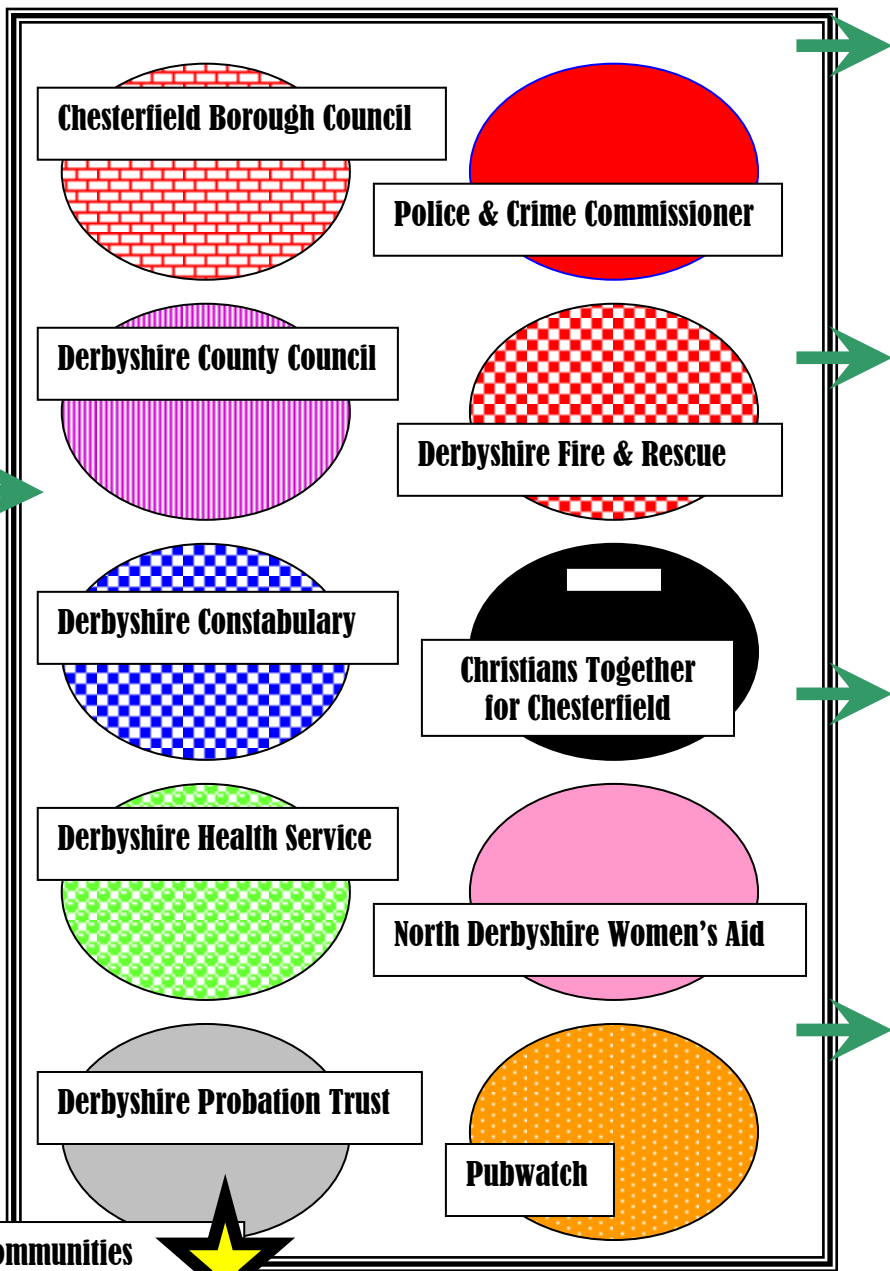 Chesterfield Borough Council
Police & Crime Commissioner
Derbyshire County Council
Derbyshire Fire & Rescue
Derbyshire Constabulary
Christians Together
for Chesterfield
Derbyshire Health Service
North Derbyshire Women’s Aid
Derbyshire Probation Trust
Pubwatch